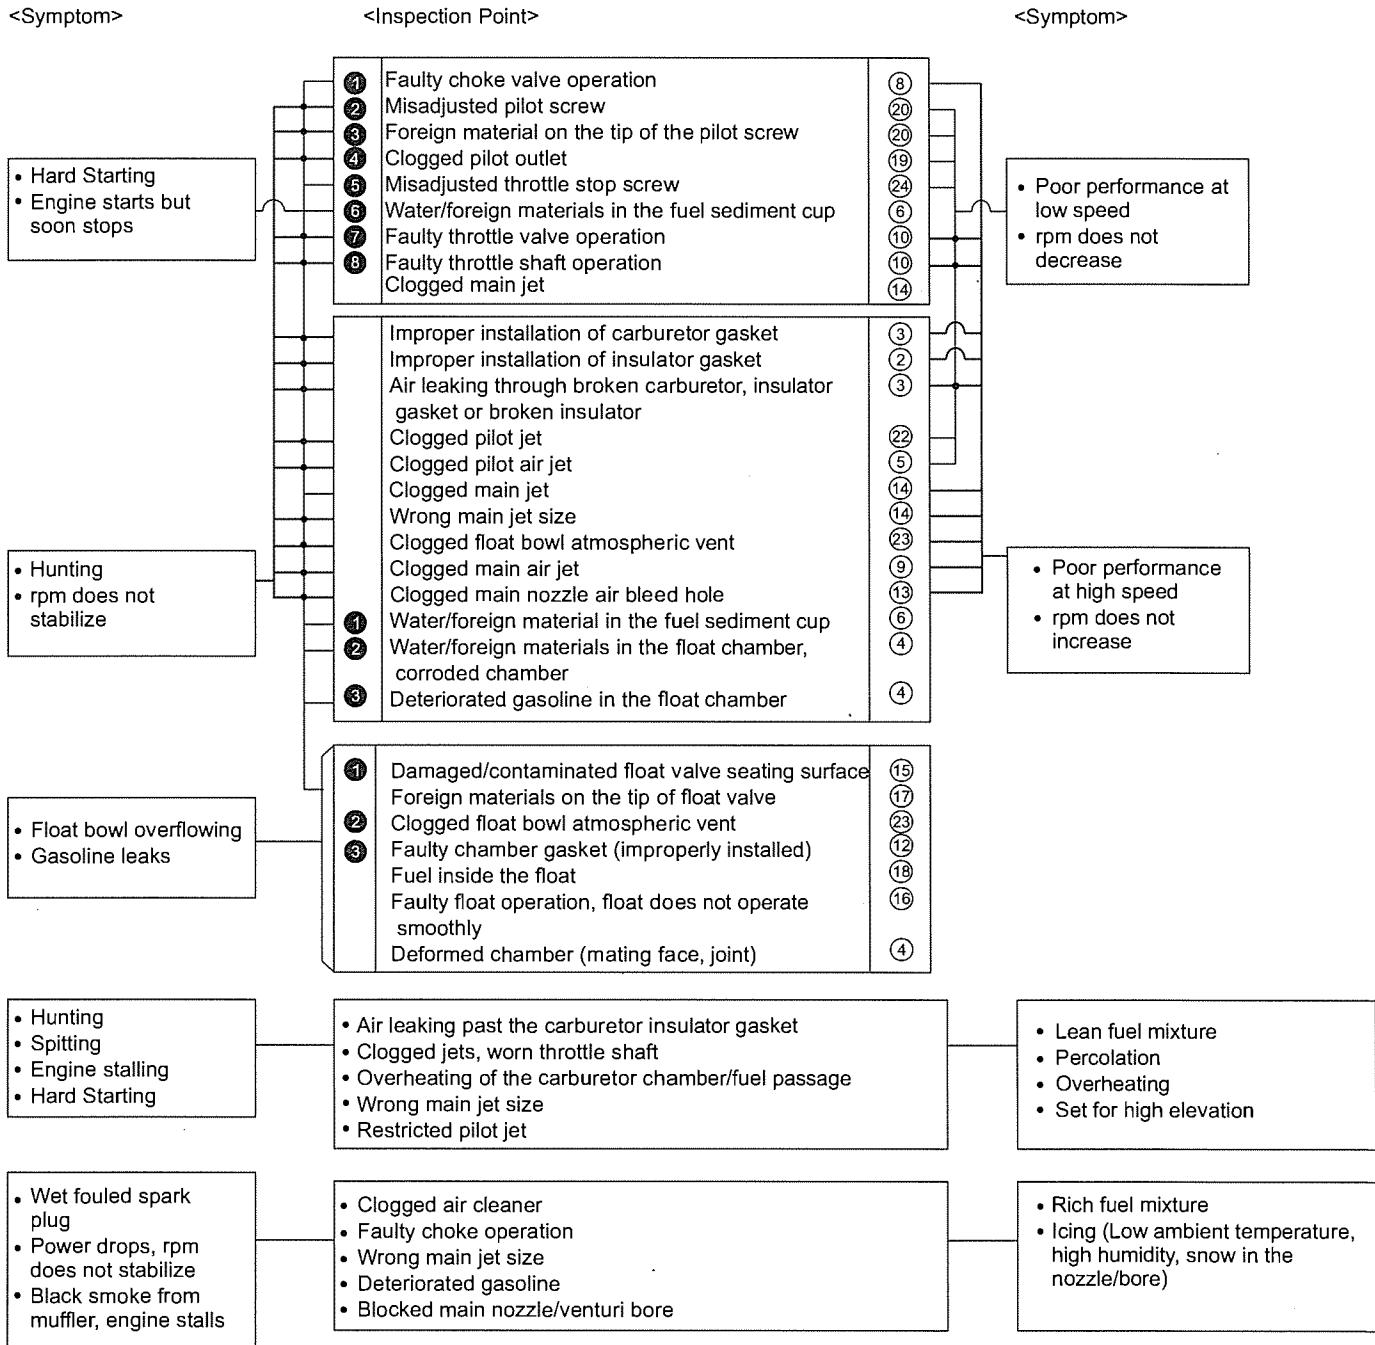 <Symptom> <Inspection Point> <Symptom>
• Hard Starting
• Engine starts but
soon stops
❶ Faulty choke valve operation ⑧
❷ Misadjusted pilot screw ⑳
❸ Foreign material on the tip of the pilot screw ⑳
❹ Clogged pilot outlet ⑲
❺ Misadjusted throttle stop screw ㉔
❻ Water/foreign materials in the fuel sediment cup ⑥
❼ Faulty throttle valve operation ⑩
❽ Faulty throttle shaft operation ⑩
Clogged main jet ⑭
• Poor performance at
low speed
• rpm does not
decrease
• Hunting
• rpm does not
stabilize
Improper installation of carburetor gasket ③
Improper installation of insulator gasket ②
Air leaking through broken carburetor, insulator ③
gasket or broken insulator
Clogged pilot jet ㉒
Clogged pilot air jet ⑤
Clogged main jet ⑭
Wrong main jet size ⑭
Clogged float bowl atmospheric vent ㉓
Clogged main air jet ⑨
Clogged main nozzle air bleed hole ⑬
❶ Water/foreign material in the fuel sediment cup ⑥
❷ Water/foreign materials in the float chamber, ④
corroded chamber
❸ Deteriorated gasoline in the float chamber ④
• Poor performance
at high speed
• rpm does not
increase
• Float bowl overflowing
• Gasoline leaks
❶ Damaged/contaminated float valve seating surface ⑮
Foreign materials on the tip of float valve ⑰
❷ Clogged float bowl atmospheric vent ㉓
❸ Faulty chamber gasket (improperly installed) ⑫
Fuel inside the float ⑱
Faulty float operation, float does not operate ⑯
smoothly
Deformed chamber (mating face, joint) ④
• Hunting
• Spitting
• Engine stalling
• Hard Starting
• Air leaking past the carburetor insulator gasket
• Clogged jets, worn throttle shaft
• Overheating of the carburetor chamber/fuel passage
• Wrong main jet size
• Restricted pilot jet
• Lean fuel mixture
• Percolation
• Overheating
• Set for high elevation
• Wet fouled spark
plug
• Power drops, rpm
does not stabilize
• Black smoke from
muffler, engine stalls
• Clogged air cleaner
• Faulty choke operation
• Wrong main jet size
• Deteriorated gasoline
• Blocked main nozzle/venturi bore
• Rich fuel mixture
• Icing (Low ambient temperature,
high humidity, snow in the
nozzle/bore)